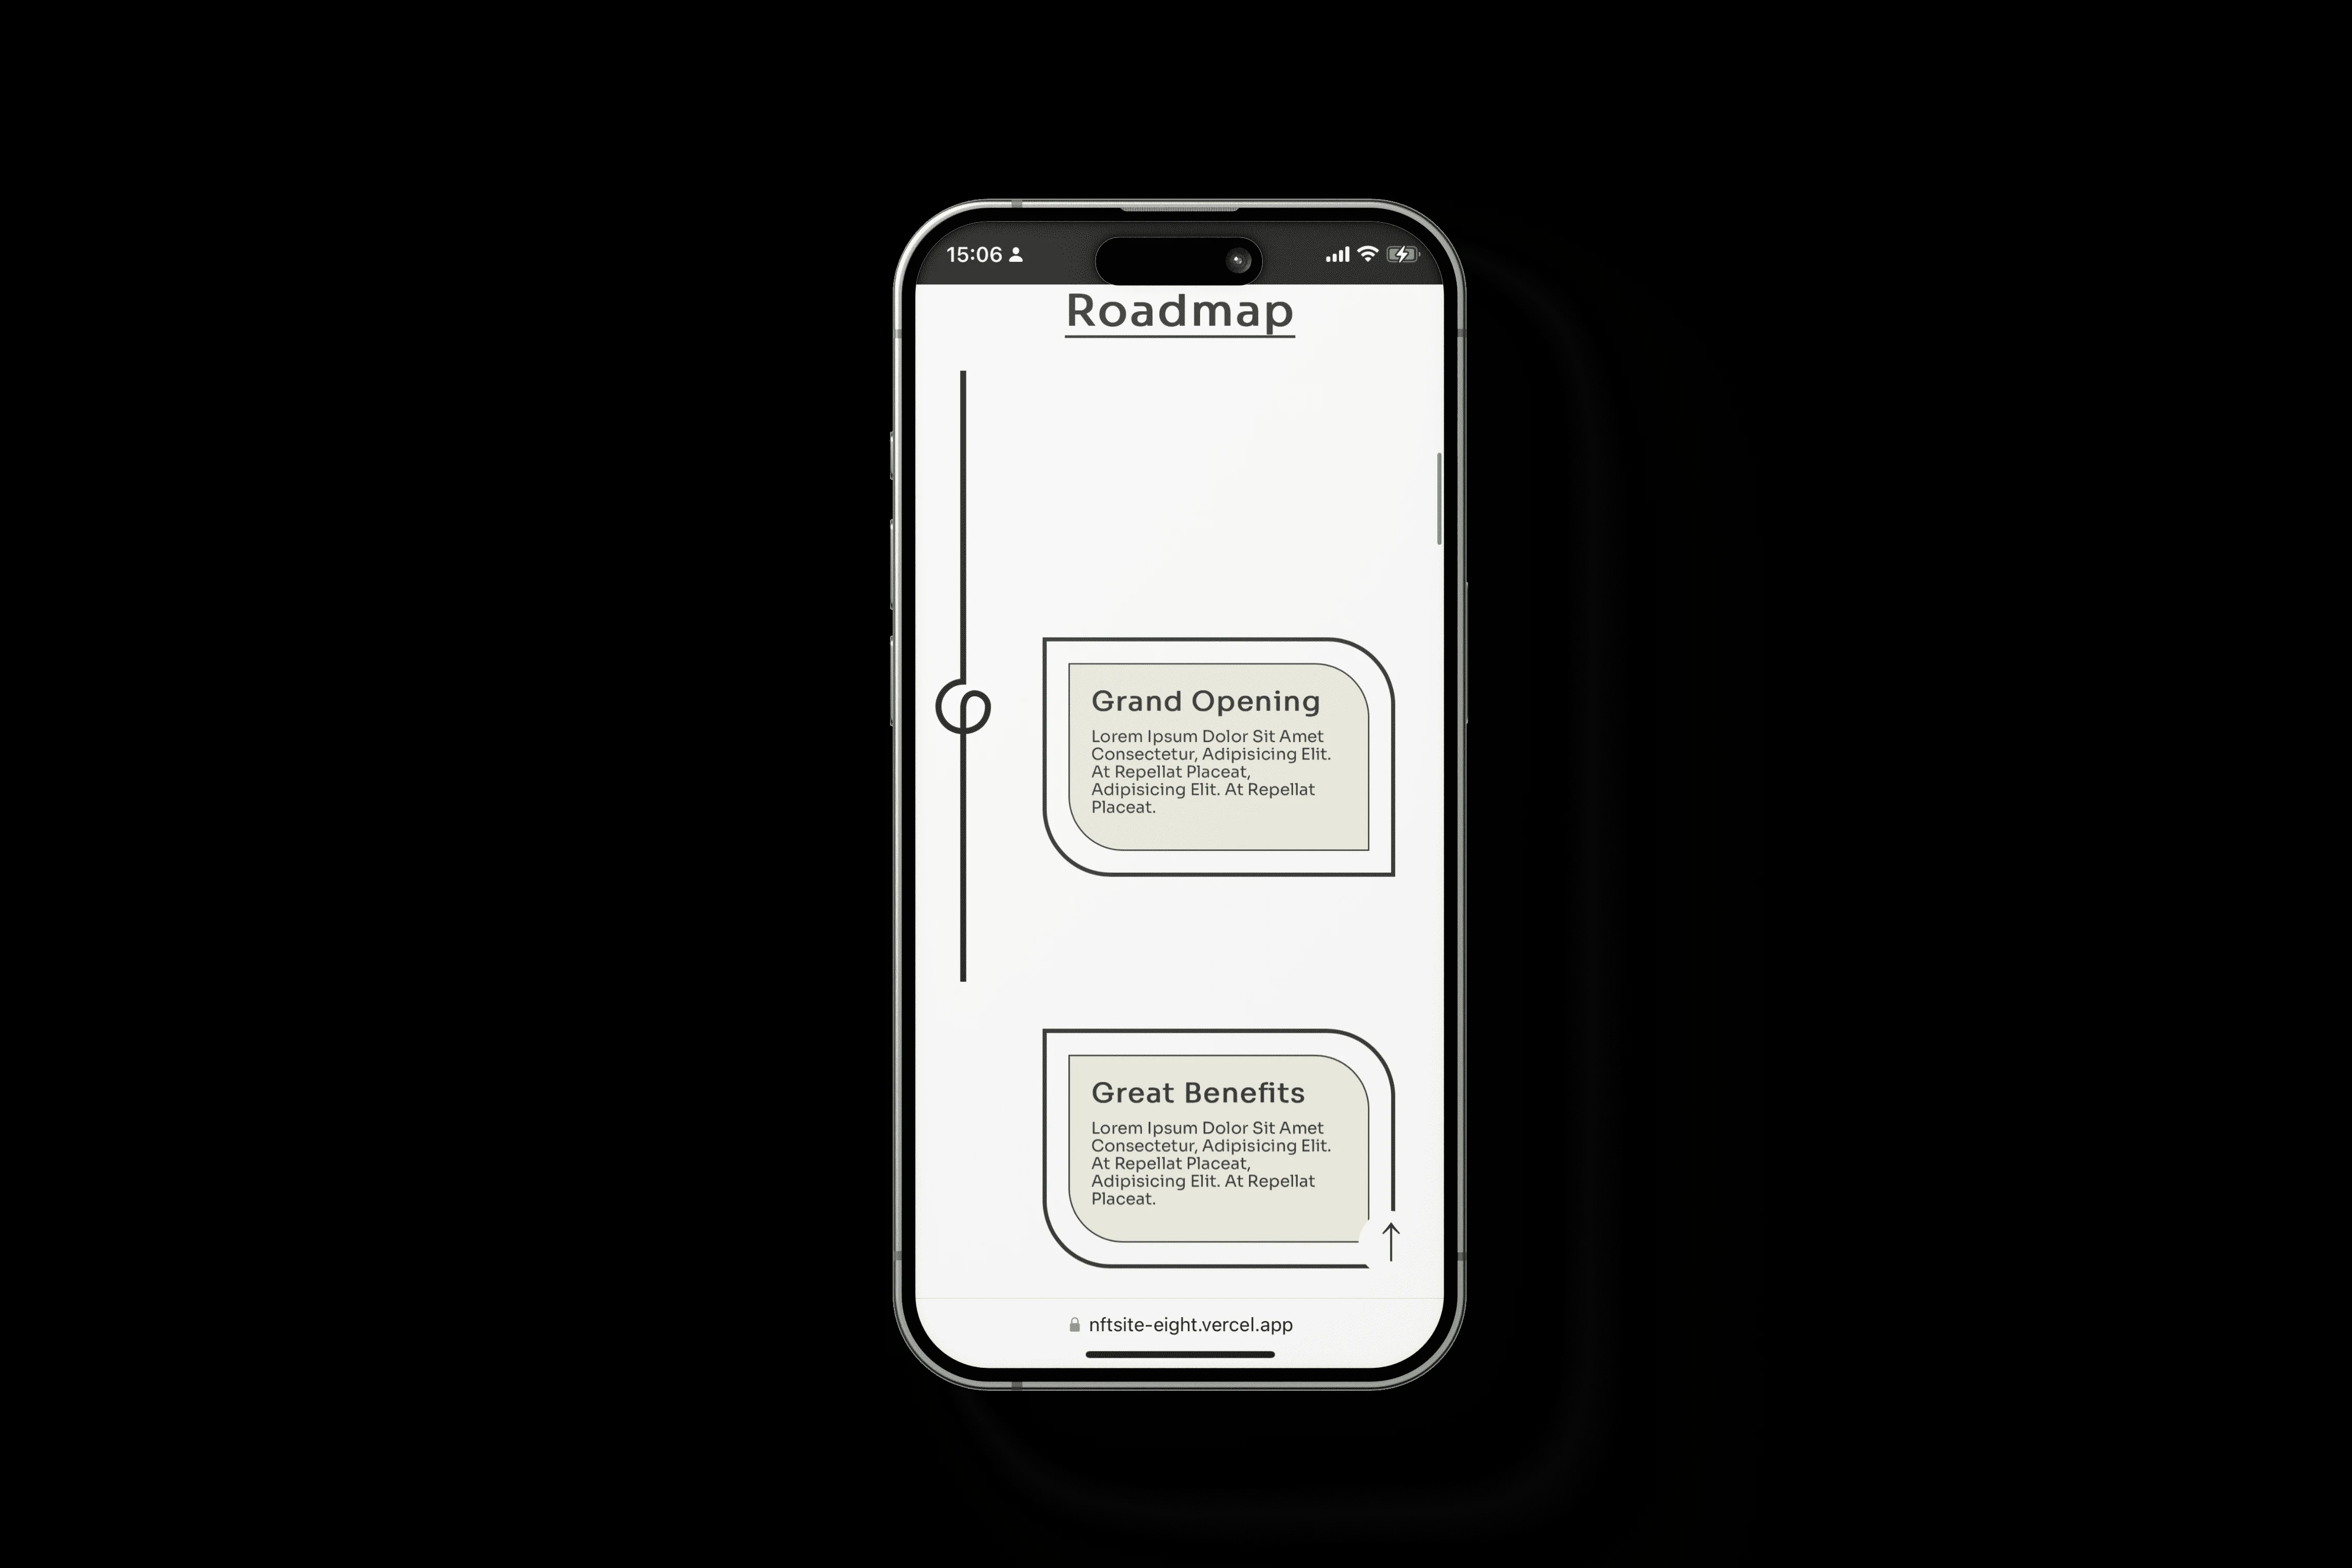 15:06
Roadmap
Grand Opening
Lorem Ipsum Dolor Sit Amet
Consectetur, Adipisicing Elit.
At Repellat Placeat,
Adipisicing Elit. At Repellat
Placeat.
Great Benefits
Lorem Ipsum Dolor Sit Amet
Consectetur, Adipisicing Elit.
At Repellat Placeat,
Adipisicing Elit. At Repellat
Placeat.
nftsite-eight.vercel.app